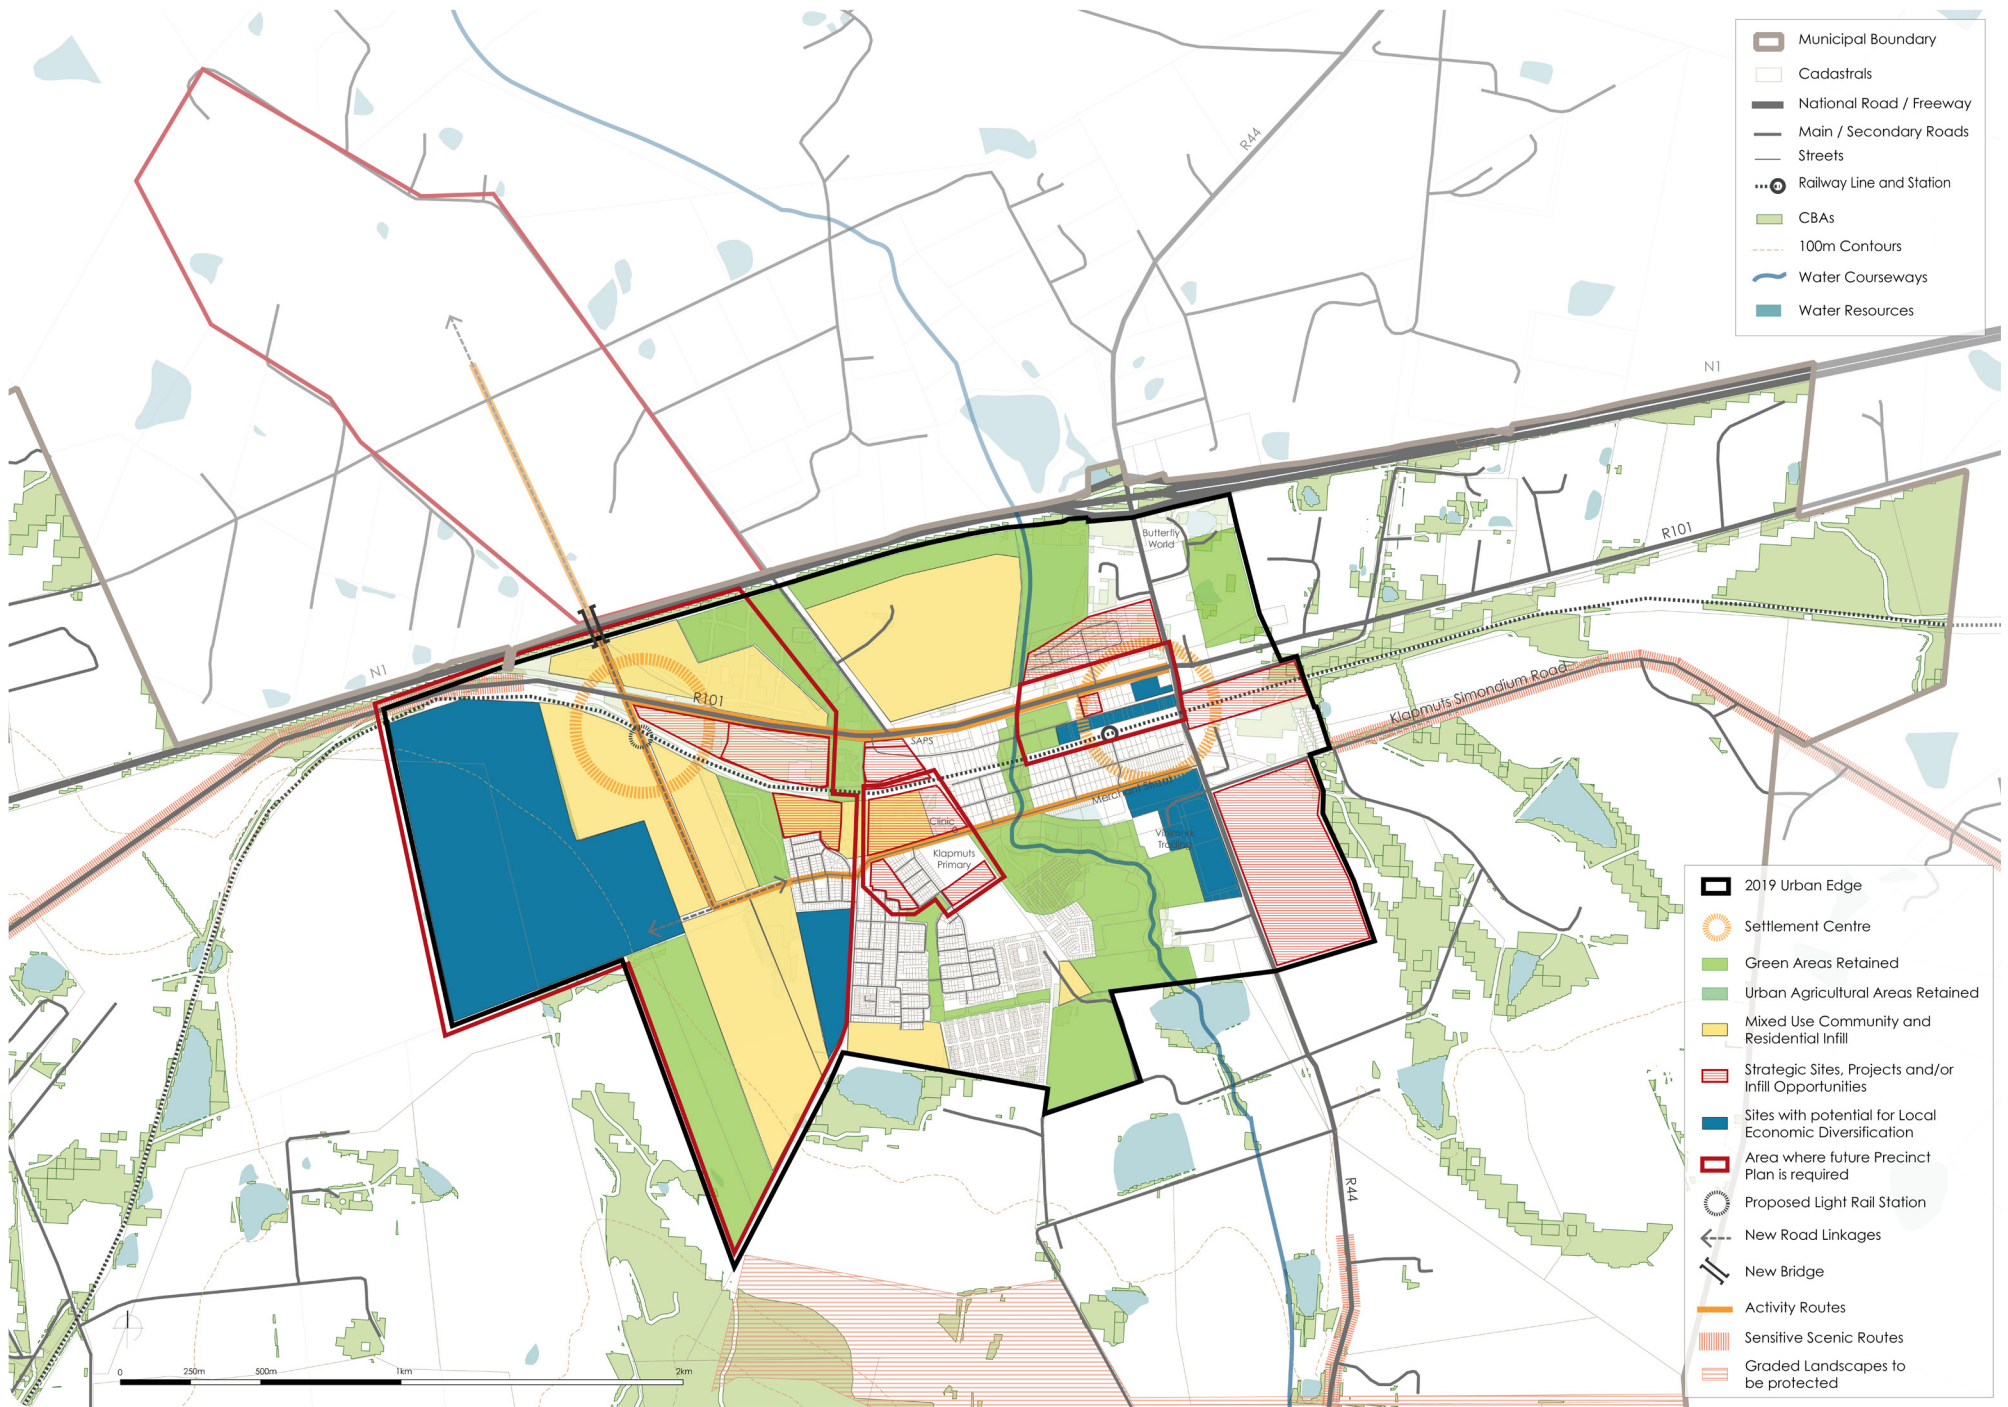 Municipal Boundary
Cadastrals
National Road / Freeway
Main / Secondary Roads
Streets
Railway Line and Station
CBAs
100m Contours
Water Courseways
Water Resources
R44
N1
R101
Butterfly
World
Klapmuts Simondium Road
N1
R101
SAPS
Merchant Street
Clinic
Vinimark
Trading
Klapmuts
Primary
R44
2019 Urban Edge
Settlement Centre
Green Areas Retained
Urban Agricultural Areas Retained
Mixed Use Community and
Residential Infill
Strategic Sites, Projects and/or
Infill Opportunities
Sites with potential for Local
Economic Diversification
Area where future Precinct
Plan is required
Proposed Light Rail Station
New Road Linkages
New Bridge
Activity Routes
Sensitive Scenic Routes
Graded Landscapes to
be protected
0 250m 500m 1km 2km